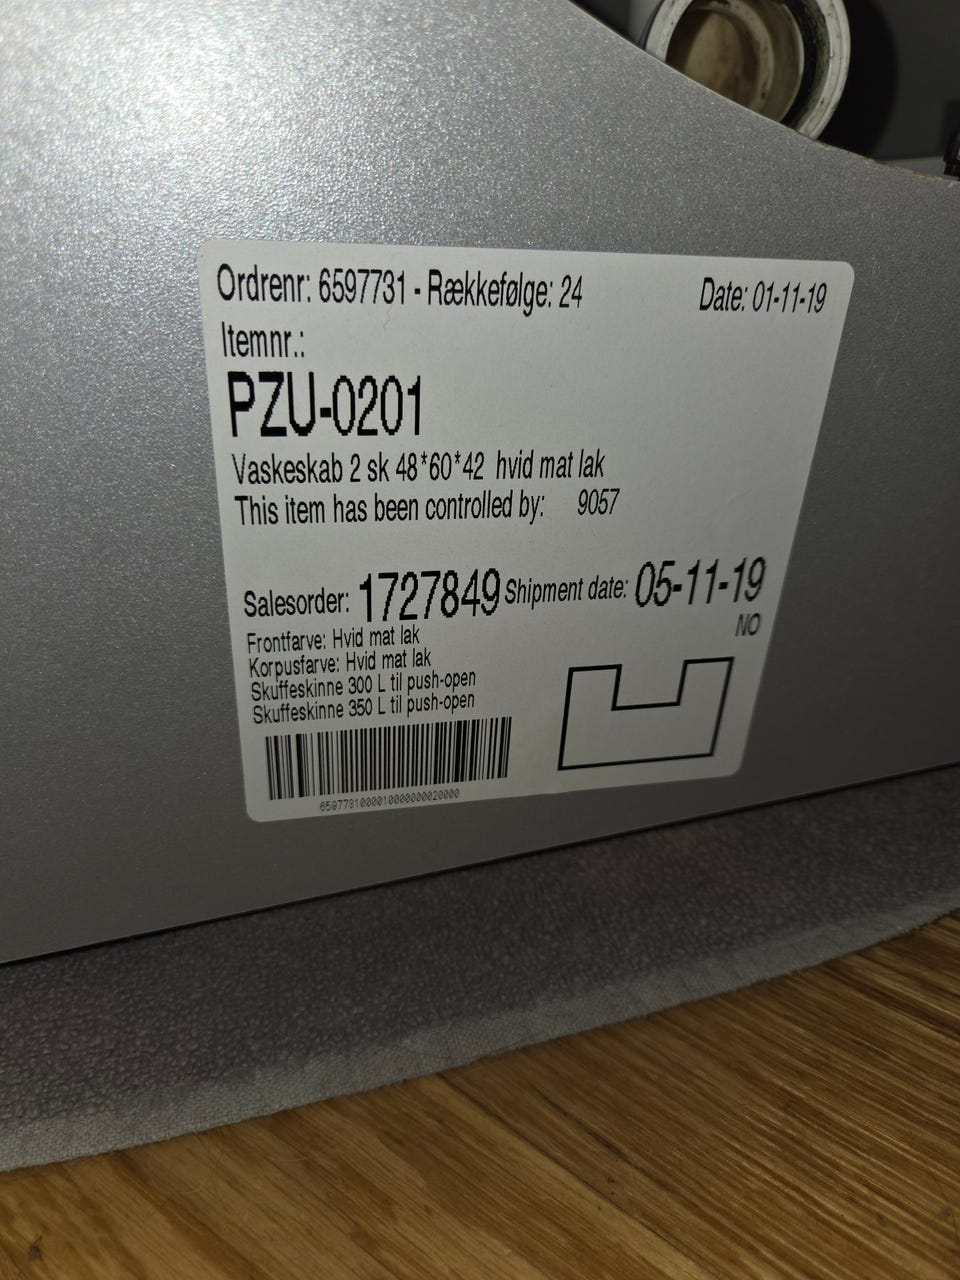 Ordrenr: 6597731 - Rækkefølge: 24 Date: 01-11-19
Itemnr.:
PZU-0201
Vaskeskab 2 sk 48*60*42 hvid mat lak
This item has been controlled by: 9057
Salesorder: 1727849 Shipment date: 05-11-19
NO
Frontfarve: Hvid mat lak
Korpusfarve: Hvid mat lak
Skuffeskinne 300 L til push-open
Skuffeskinne 350 L til push-open